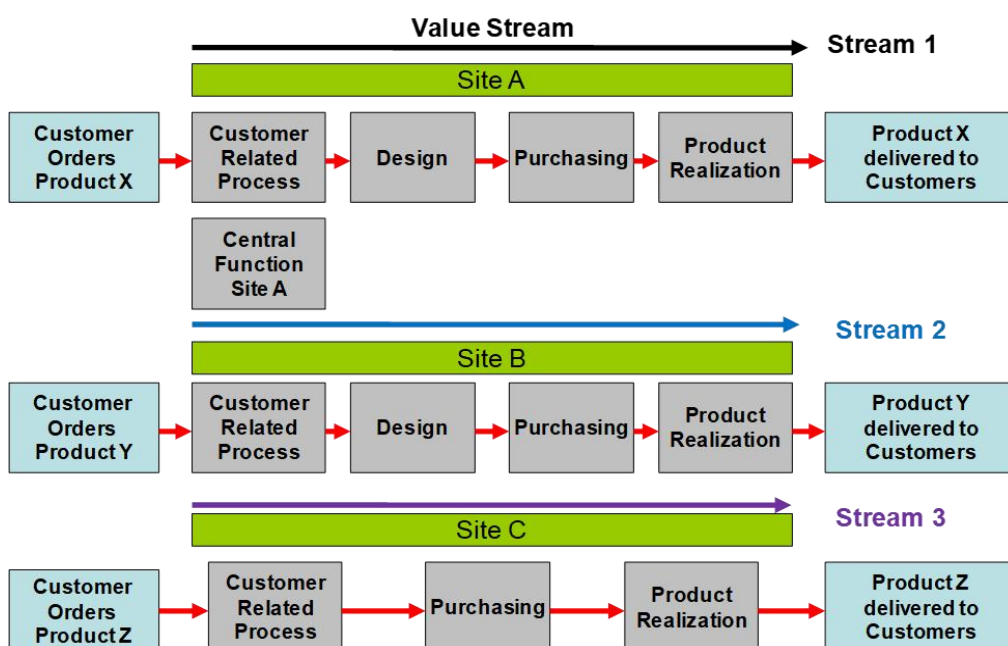 Value Stream
Stream 1
Site A
Customer
Orders
Product X
Customer
Related
Process
Design
Purchasing
Product
Realization
Product X
delivered to
Customers
Central
Function
Site A
Stream 2
Site B
Customer
Orders
Product Y
Customer
Related
Process
Design
Purchasing
Product
Realization
Product Y
delivered to
Customers
Stream 3
Site C
Customer
Orders
Product Z
Customer
Related
Process
Purchasing
Product
Realization
Product Z
delivered to
Customers